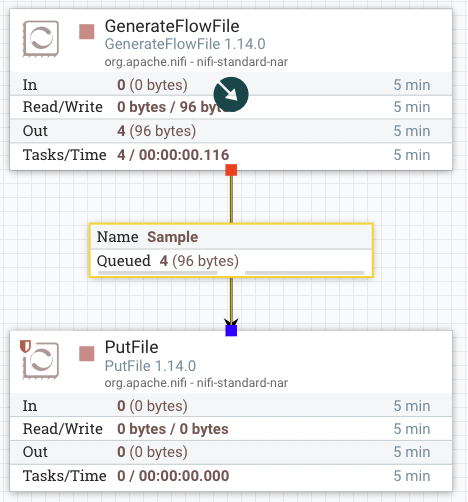 GenerateFlowFile
GenerateFlowFile 1.14.0
org.apache.nifi - nifi-standard-nar
In 0 (0 bytes) 5 min
Read/Write 0 bytes / 96 bytes 5 min
Out 4 (96 bytes) 5 min
Tasks/Time 4 / 00:00:00.116 5 min
Name Sample
Queued 4 (96 bytes)
PutFile
PutFile 1.14.0
org.apache.nifi - nifi-standard-nar
In 0 (0 bytes) 5 min
Read/Write 0 bytes / 0 bytes 5 min
Out 0 (0 bytes) 5 min
Tasks/Time 0 / 00:00:00.000 5 min